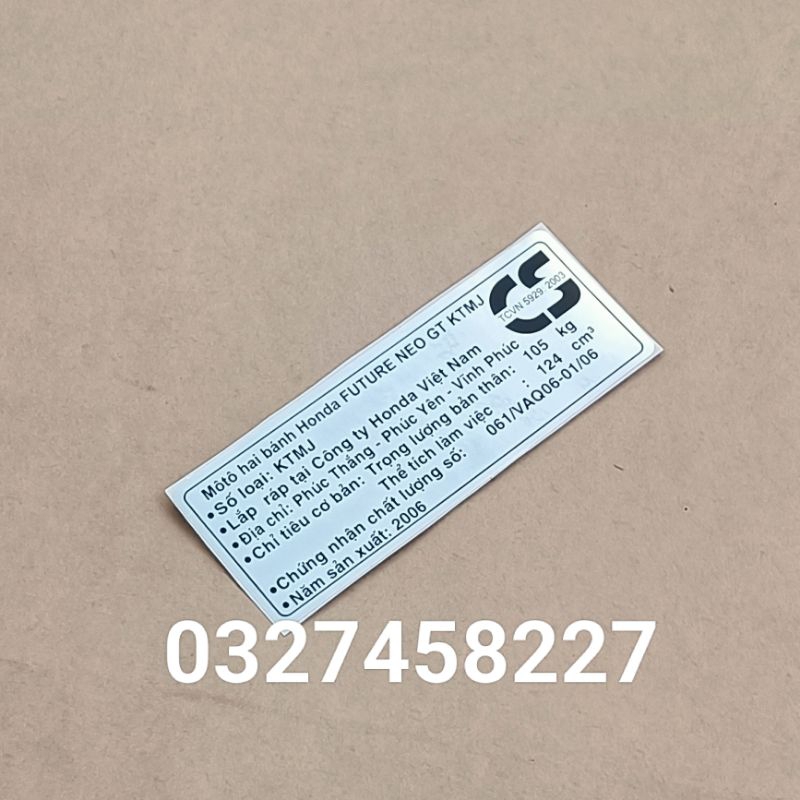 Môtô hai bánh Honda FUTURE NEO GT KTMJ
•Số loại: KTMJ
•Lắp ráp tại Công ty Honda Việt Nam
•Địa chỉ: Phúc Thắng - Phúc Yên - Vĩnh Phúc
•Chỉ tiêu cơ bản: Trọng lượng bản thân: 105 kg
Thể tích làm việc : 124 cm³
•Chứng nhận chất lượng số: 061/VAQ06-01/06
•Năm sản xuất: 2006
CS
TCVN 5929 2003
0327458227